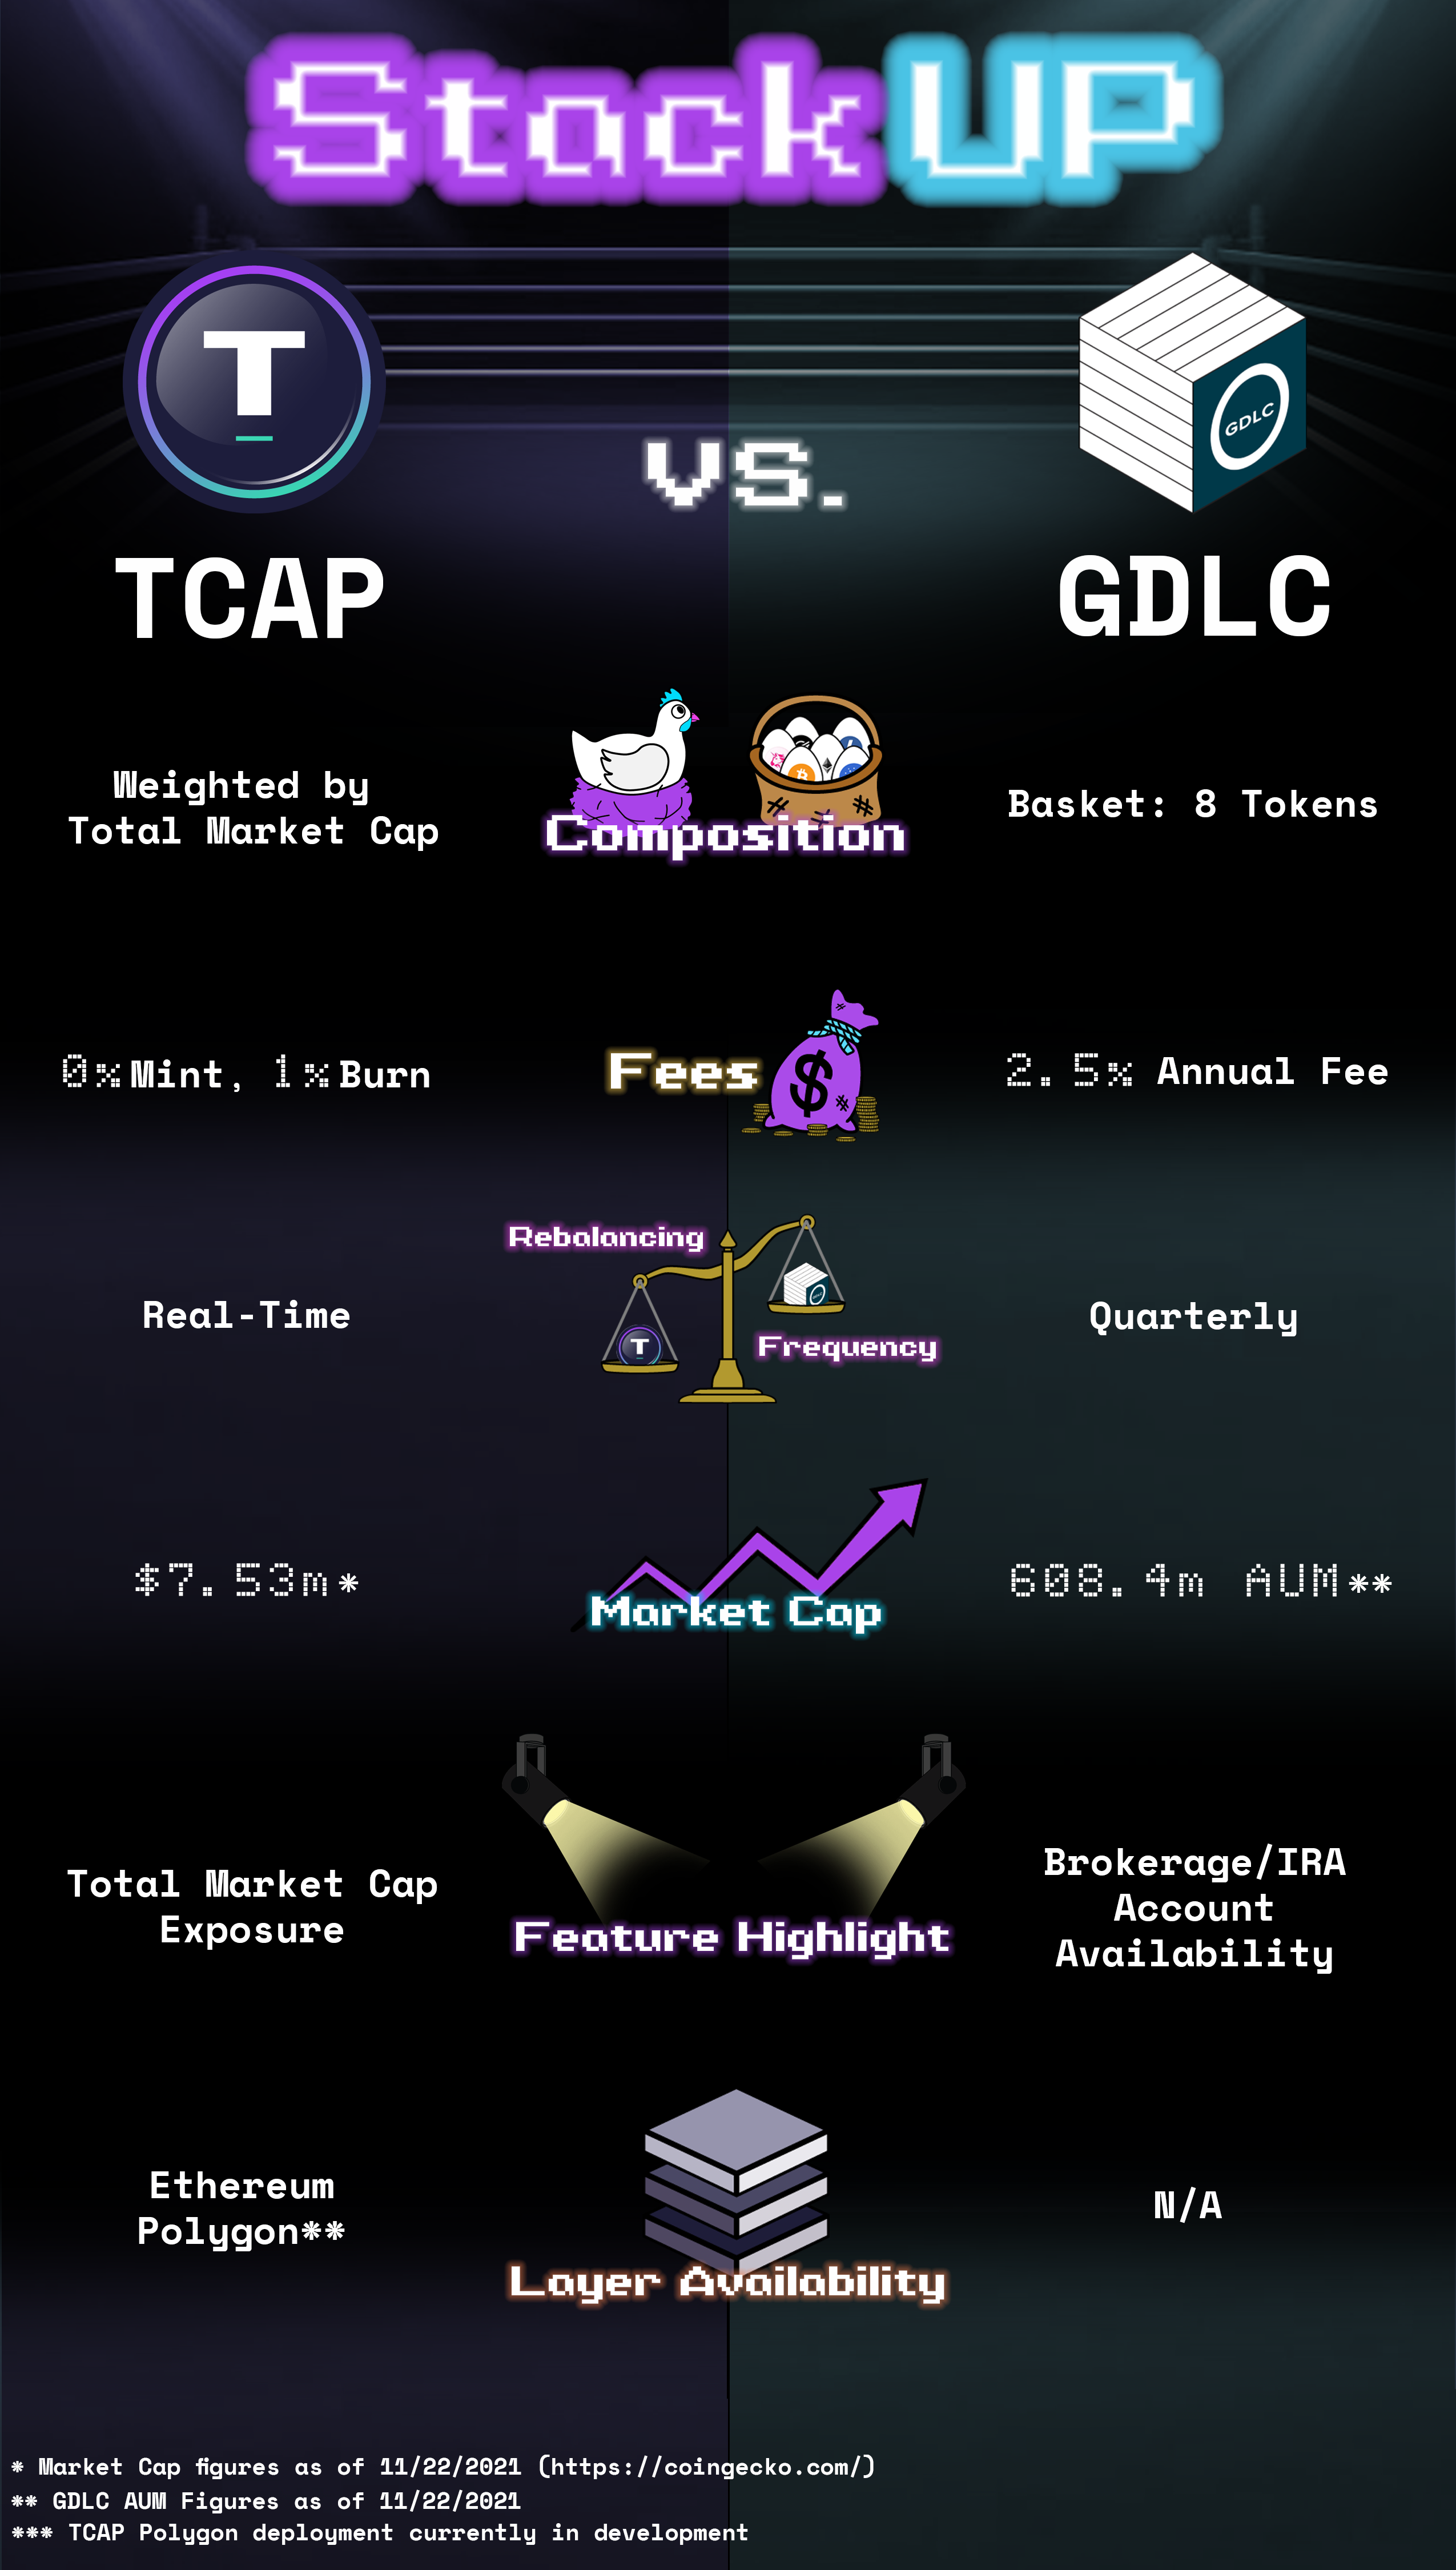 StackUP
T
GDLC
VS.
TCAP
GDLC
Weighted by
Total Market Cap
Composition
Basket: 8 Tokens
0% Mint, 1% Burn
Fees
$
2.5% Annual Fee
Rebalancing
Real-Time
T
Frequency
Quarterly
$7.53m*
Market Cap
608.4m AUM**
Total Market Cap
Exposure
Feature Highlight
Brokerage/IRA
Account
Availability
Ethereum
Polygon**
Layer Availability
N/A
* Market Cap figures as of 11/22/2021 (https://coingecko.com/)
** GDLC AUM Figures as of 11/22/2021
*** TCAP Polygon deployment currently in development